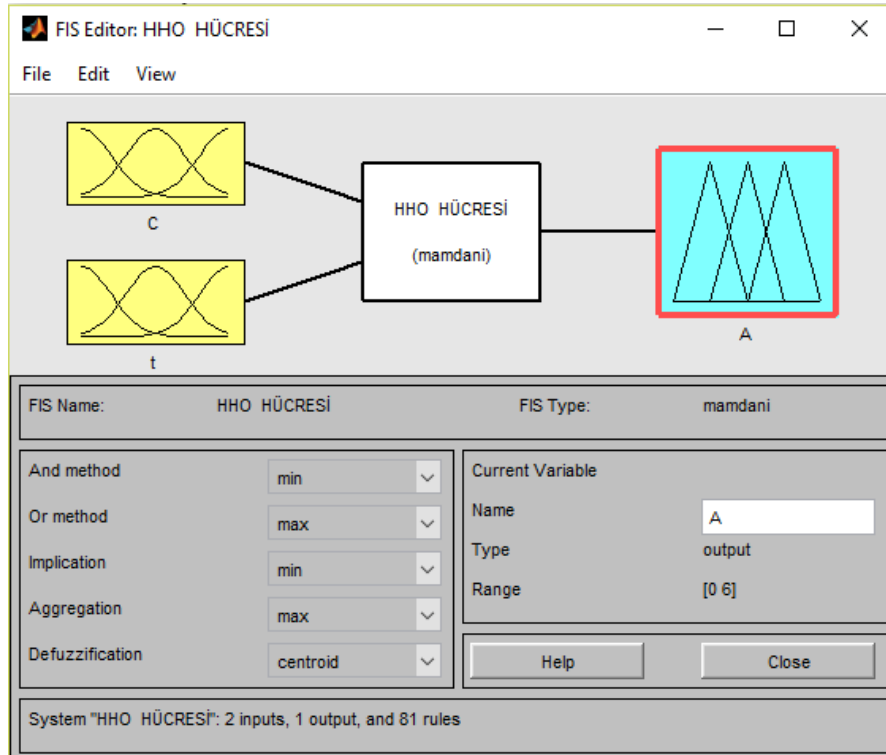 FIS Editor: HHO HÜCRESİ
File Edit View
C
t
HHO HÜCRESİ
(mamdani)
A
FIS Name: HHO HÜCRESİ FIS Type: mamdani
And method min
Or method max
Implication min
Aggregation max
Defuzzification centroid
Current Variable
Name A
Type output
Range [0 6]
Help Close
System "HHO HÜCRESİ": 2 inputs, 1 output, and 81 rules